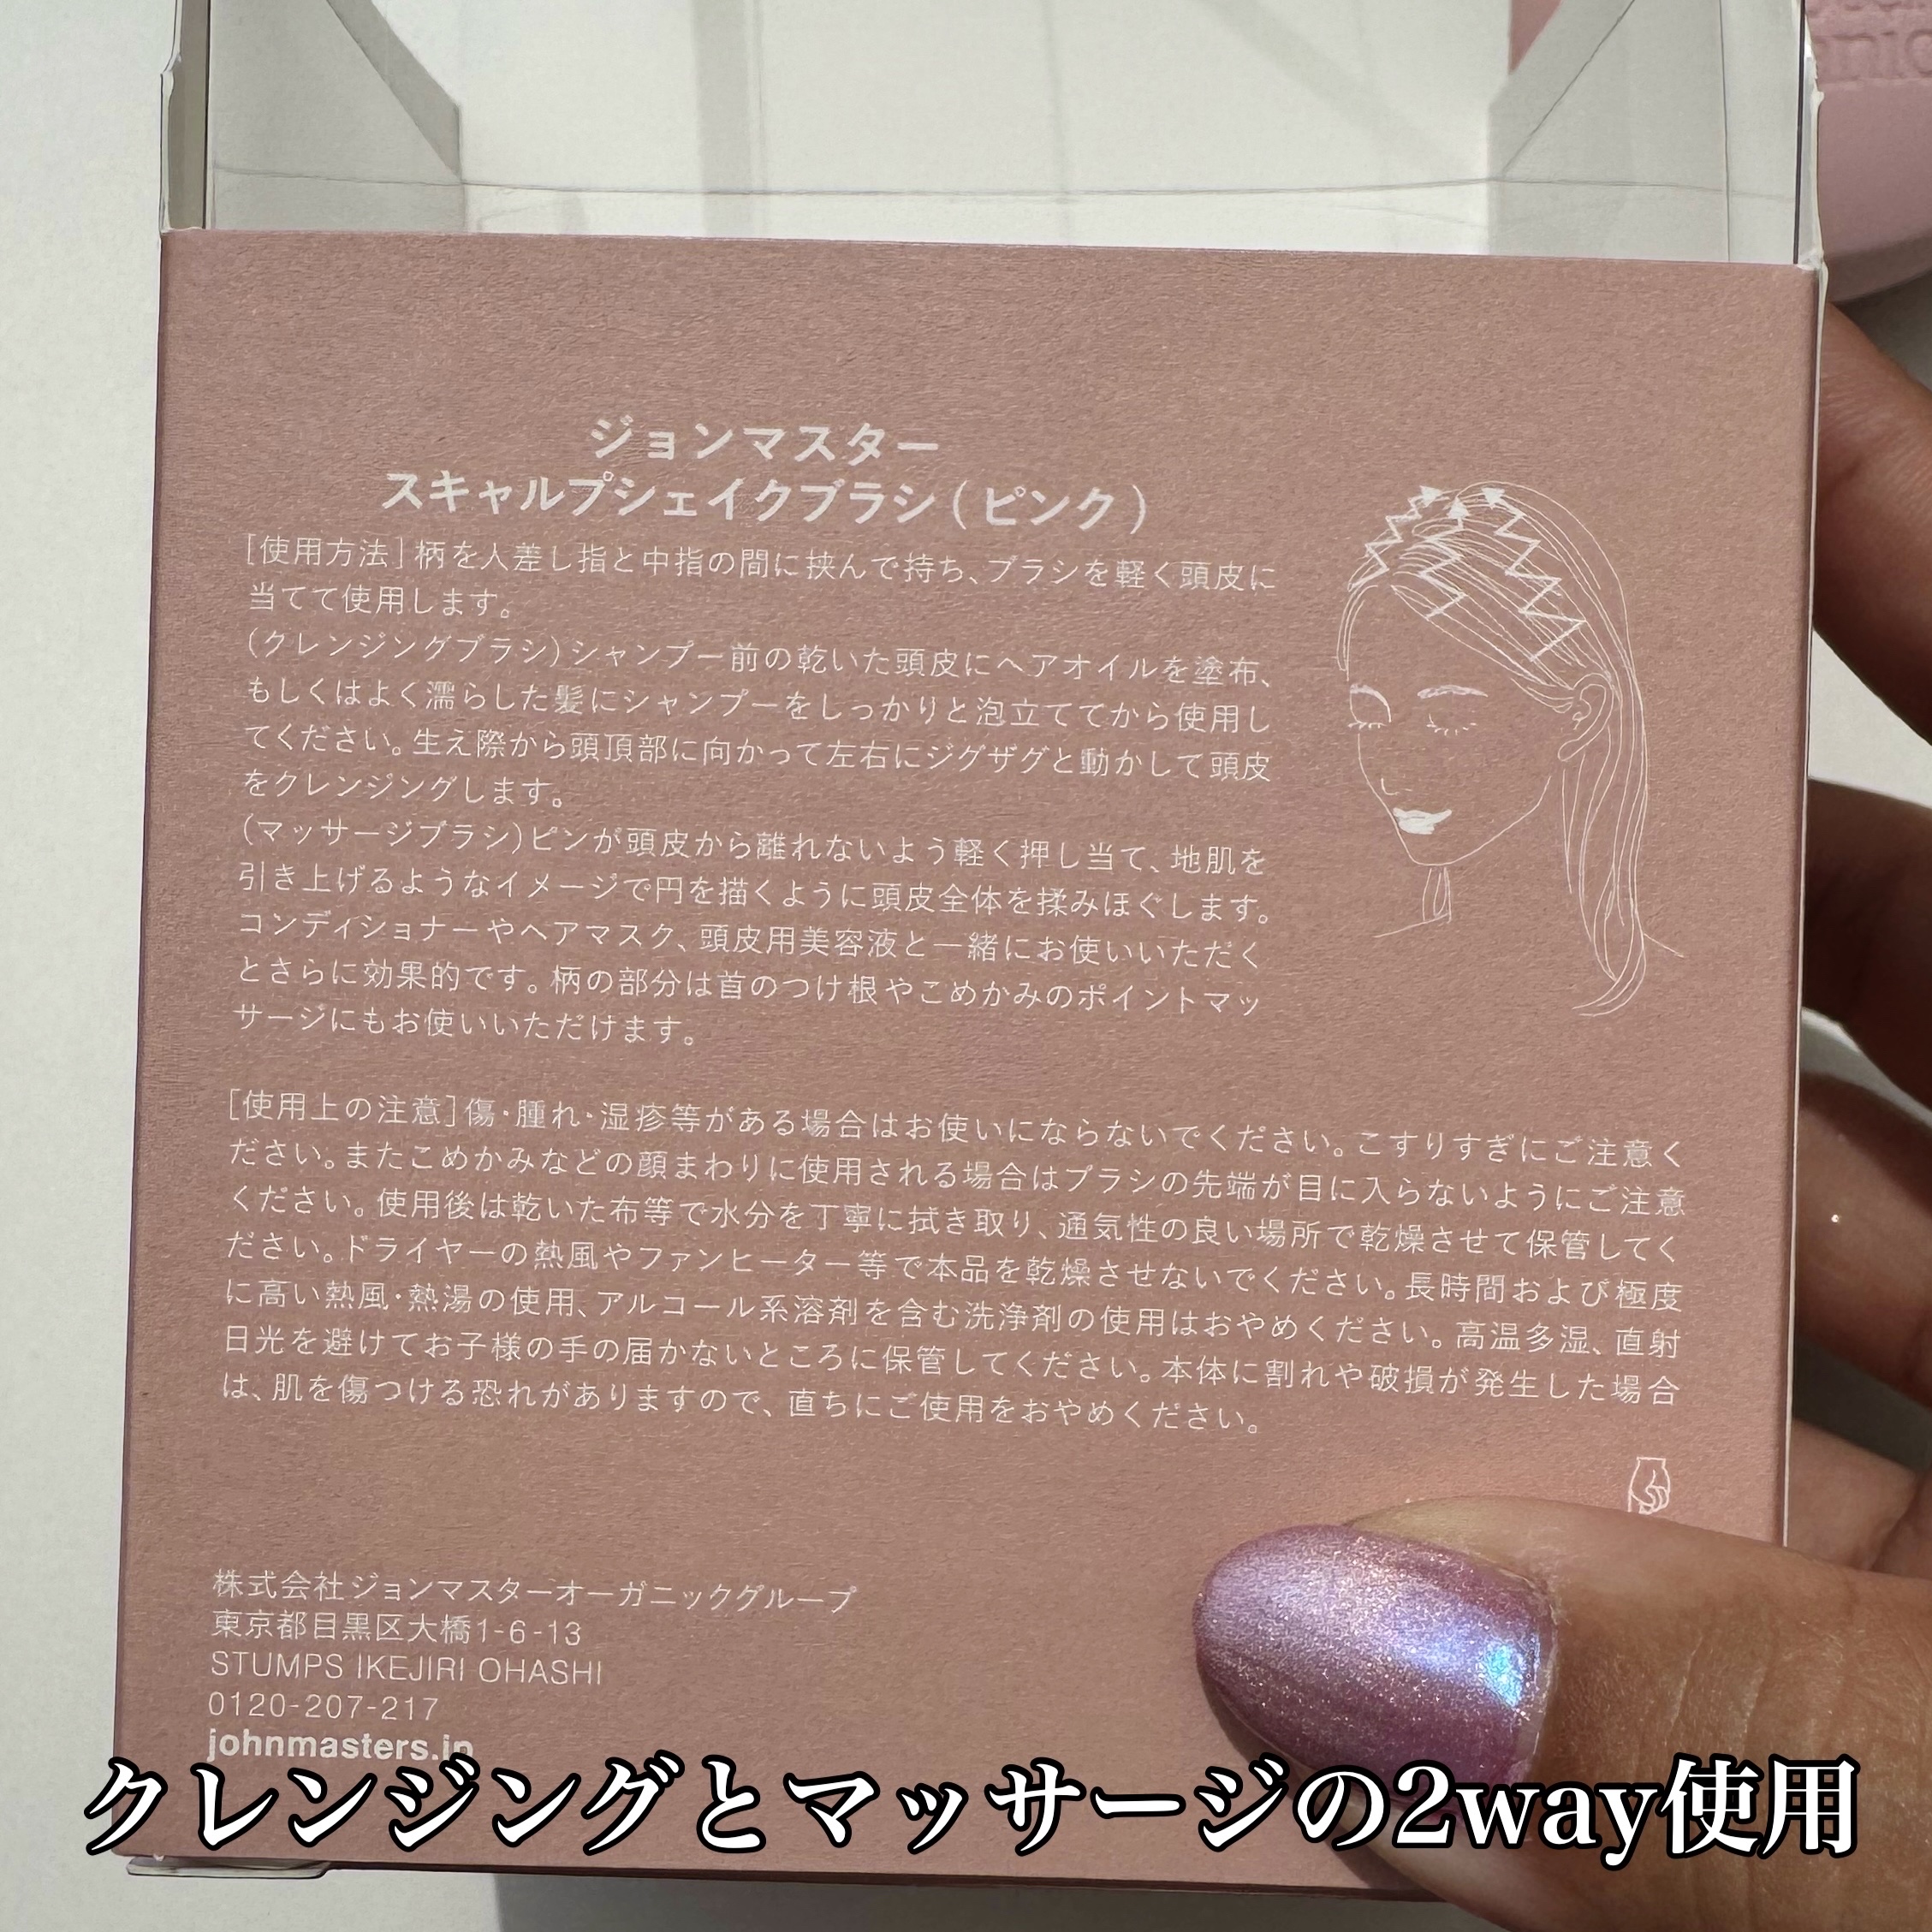 ジョンマスター
スキャルプシェイクブラシ(ピンク)
[使用方法]柄を人差し指と中指の間に挟んで持ち、ブラシを軽く頭皮に
当てて使用します。
(クレンジングブラシ)シャンプー前の乾いた頭皮にヘアオイルを塗布、
もしくはよく濡らした髪にシャンプーをしっかりと泡立ててから使用し
てください。生え際から頭頂部に向かって左右にジグザグと動かして頭皮
をクレンジングします。
(マッサージブラシ)ピンが頭皮から離れないよう軽く押し当て、地肌を
引き上げるようなイメージで円を描くように頭皮全体を揉みほぐします。
コンディショナーやヘアマスク、頭皮用美容液と一緒にお使いいただく
とさらに効果的です。柄の部分は首のつけ根やこめかみのポイントマッ
サージにもお使いいただけます。
[使用上の注意]傷・腫れ・湿疹等がある場合はお使いにならないでください。こすりすぎにご注意く
ださい。またこめかみなどの顔まわりに使用される場合はブラシの先端が目に入らないようにご注意
ください。使用後は乾いた布等で水分を丁寧に拭き取り、通気性の良い場所で乾燥させて保管してく
ださい。ドライヤーの熱風やファンヒーター等で本品を乾燥させないでください。長時間および極度
に高い熱風・熱湯の使用、アルコール系溶剤を含む洗浄剤の使用はおやめください。高温多湿、直射
日光を避けてお子様の手の届かないところに保管してください。本体に割れや破損が発生した場合
は、肌を傷つける恐れがありますので、直ちにご使用をおやめください。
株式会社ジョンマスターオーガニックグループ
東京都目黒区大橋1-6-13
STUMPS IKEJIRI OHASHI
0120-207-217
johnmasters.jp
クレンジングとマッサージの2way使用